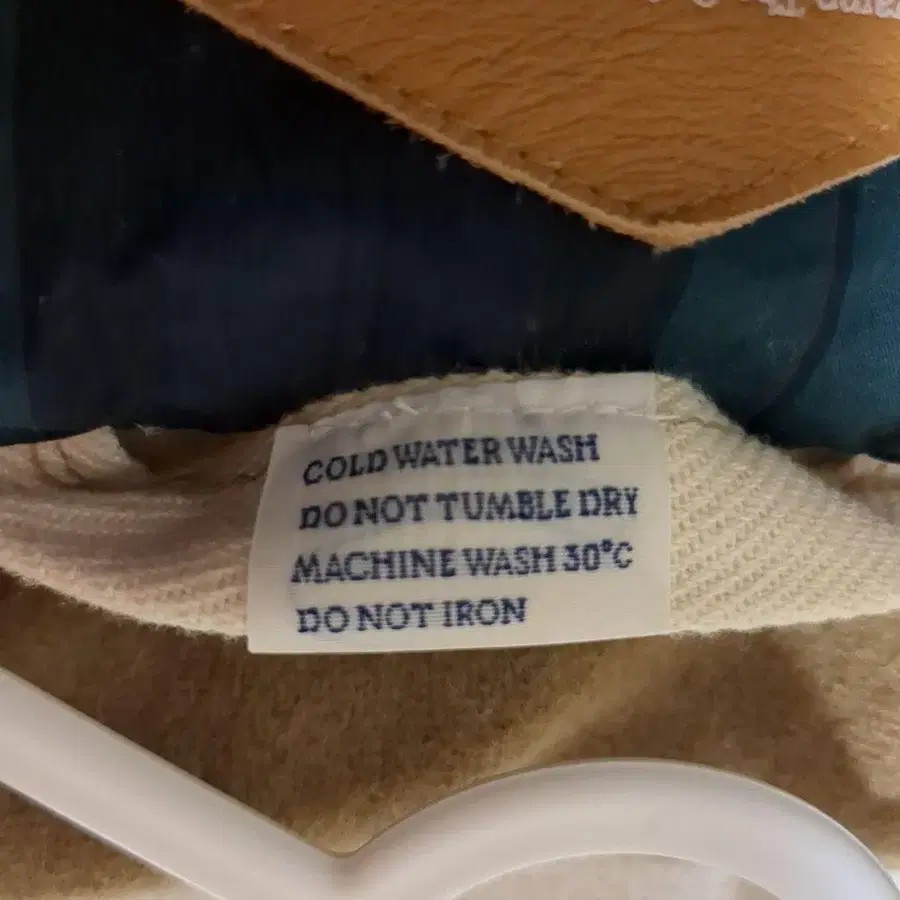 COLD WATER WASH
DO NOT TUMBLE DRY
MACHINE WASH 30°C
DO NOT IRON